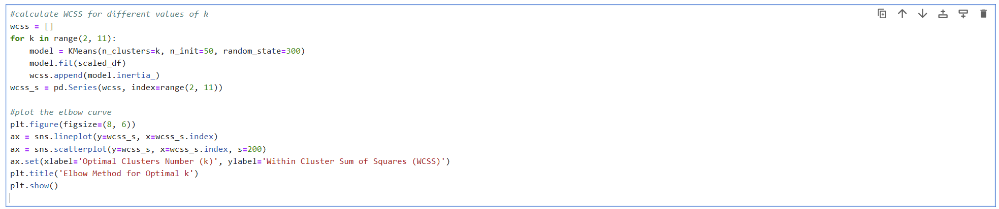 #calculate WCSS for different values of k
wcss = []
for k in range(2, 11):
    model = KMeans(n_clusters=k, n_init=50, random_state=300)
    model.fit(scaled_df)
    wcss.append(model.inertia_)
wcss_s = pd.Series(wcss, index=range(2, 11))

#plot the elbow curve
plt.figure(figsize=(8, 6))
ax = sns.lineplot(y=wcss_s, x=wcss_s.index)
ax = sns.scatterplot(y=wcss_s, x=wcss_s.index, s=200)
ax.set(xlabel='Optimal Clusters Number (k)', ylabel='Within Cluster Sum of Squares (WCSS)')
plt.title('Elbow Method for Optimal k')
plt.show()